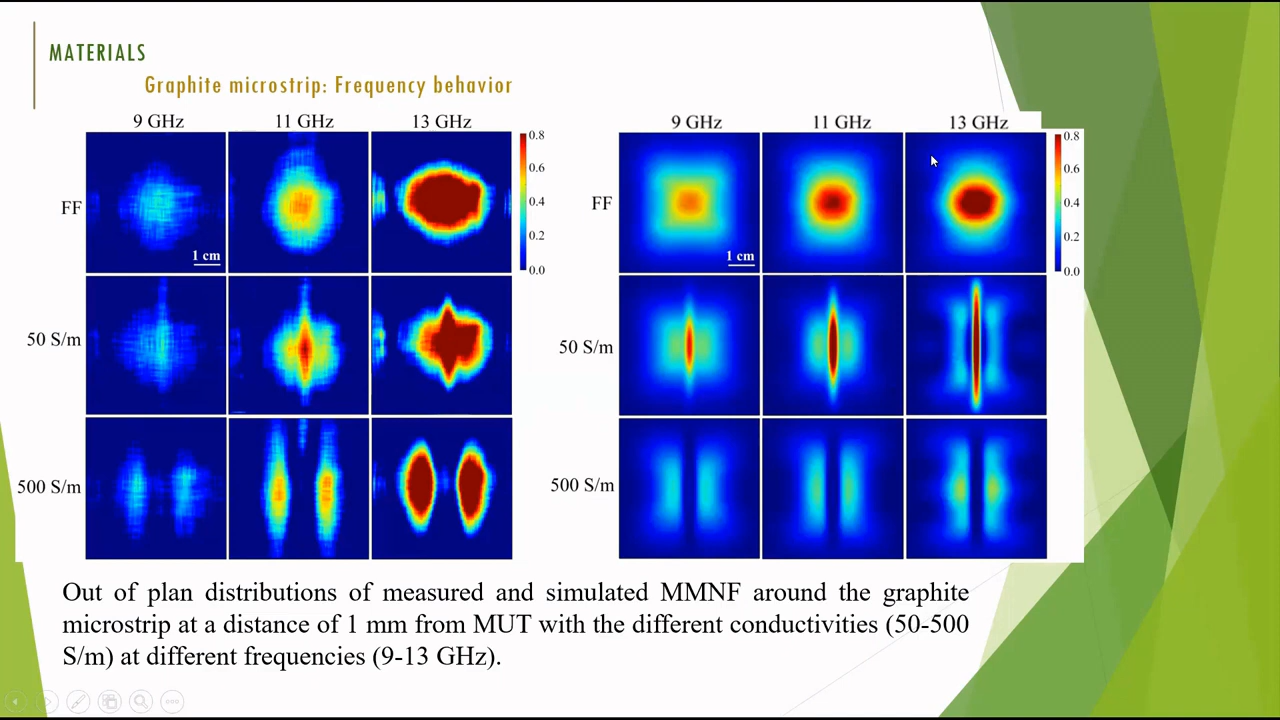 MATERIALS
Graphite microstrip: Frequency behavior
9 GHz 11 GHz 13 GHz
0.8
0.6
FF
0.4
0.2
1 cm
0.0
50 S/m
500 S/m
9 GHz 11 GHz 13 GHz
0.8
0.6
FF
0.4
0.2
1 cm
0.0
50 S/m
500 S/m
Out of plan distributions of measured and simulated MMNF around the graphite
microstrip at a distance of 1 mm from MUT with the different conductivities (50-500
S/m) at different frequencies (9-13 GHz).